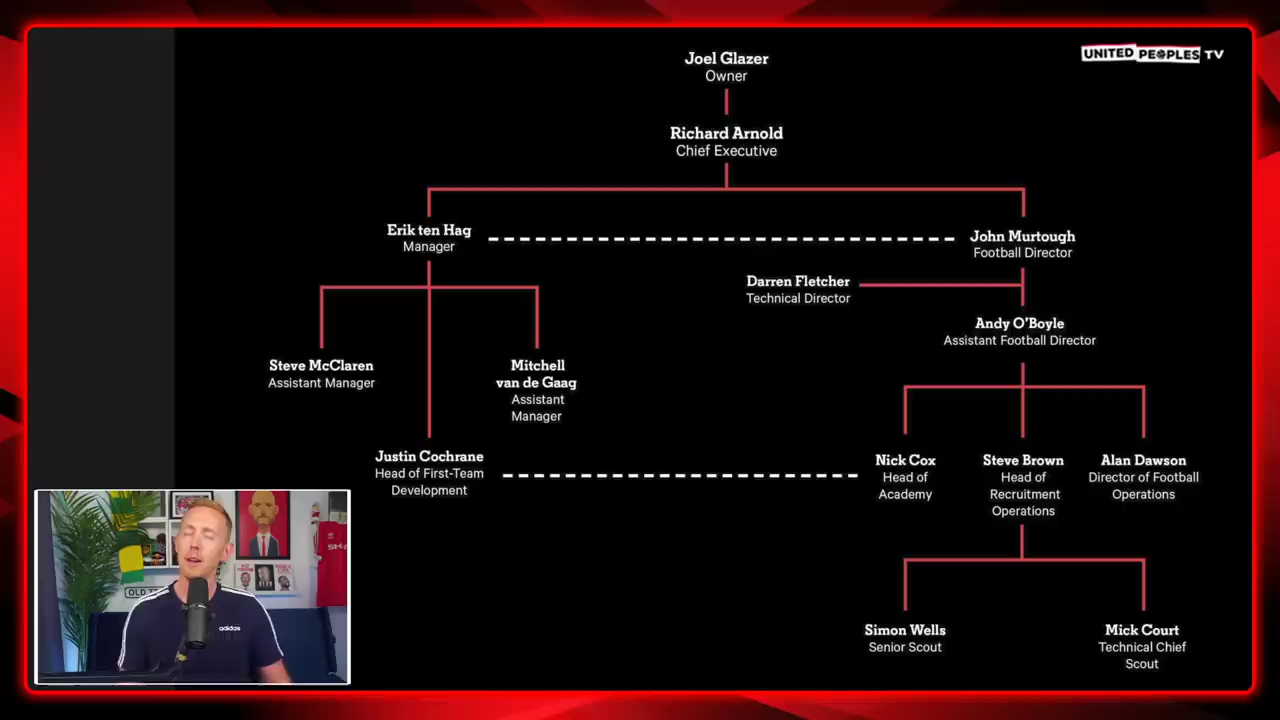 UNITED PEOPLES TV
Joel Glazer
Owner
Richard Arnold
Chief Executive
Erik ten Hag
Manager
John Murtough
Football Director
Darren Fletcher
Technical Director
Andy O'Boyle
Assistant Football Director
Steve McClaren
Assistant Manager
Mitchell
van de Gaag
Assistant
Manager
Justin Cochrane
Head of First-Team
Development
Nick Cox
Head of
Academy
Steve Brown
Head of
Recruitment
Operations
Alan Dawson
Director of Football
Operations
Simon Wells
Senior Scout
Mick Court
Technical Chief
Scout
adidas